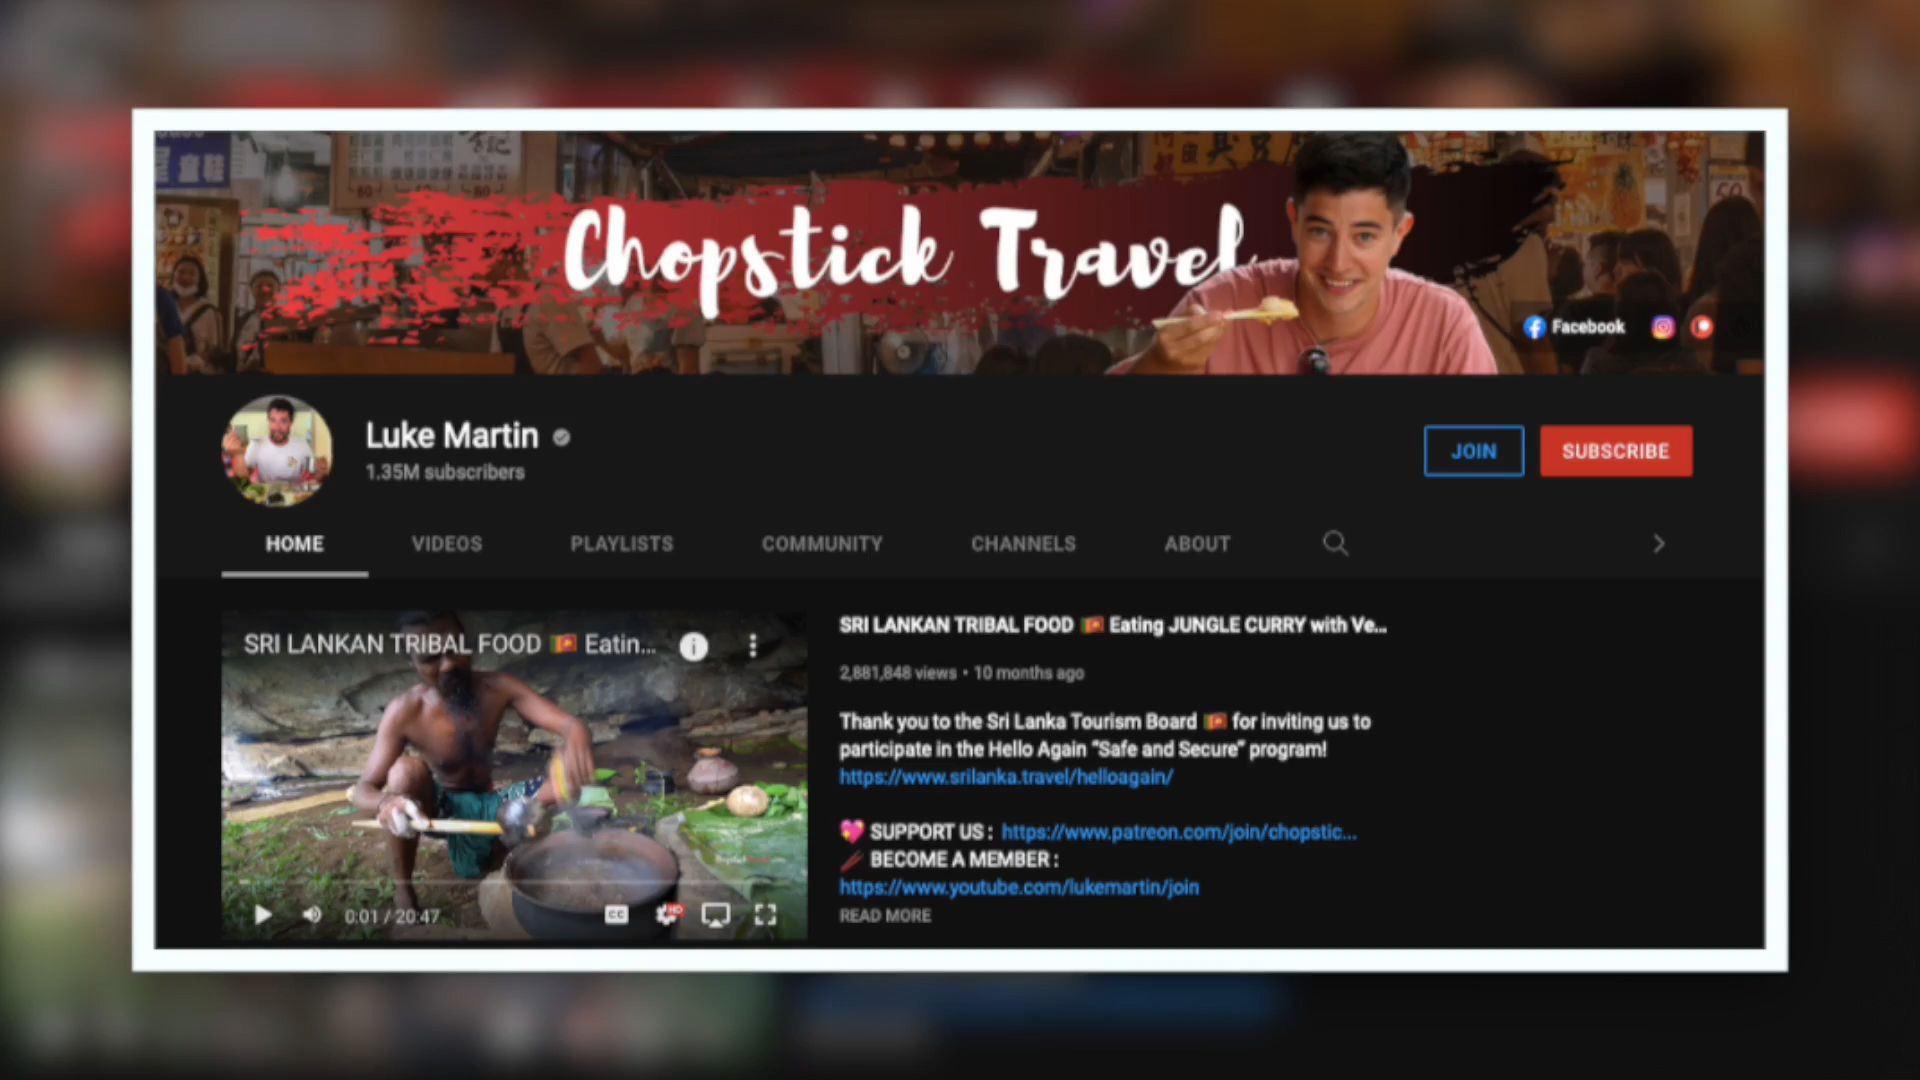 Chopstick Travel
Facebook
Luke Martin
1.35M subscribers
JOIN
SUBSCRIBE
HOME
VIDEOS
PLAYLISTS
COMMUNITY
CHANNELS
ABOUT
SRI LANKAN TRIBAL FOOD 🇱🇰 Eatin...
0:01 / 20:47
CC
HD
SRI LANKAN TRIBAL FOOD 🇱🇰 Eating JUNGLE CURRY with Ve...
2,881,848 views • 10 months ago
Thank you to the Sri Lanka Tourism Board 🇱🇰 for inviting us to
participate in the Hello Again “Safe and Secure” program!
https://www.srilanka.travel/helloagain/
💖 SUPPORT US : https://www.patreon.com/join/chopstic...
🥢 BECOME A MEMBER :
https://www.youtube.com/lukemartin/join
READ MORE